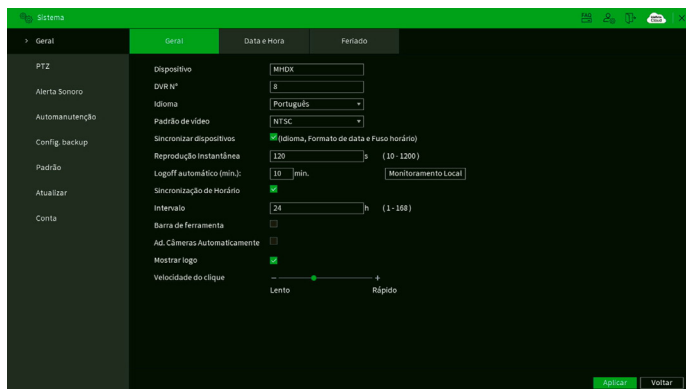 Sistema
FAQ
> Geral
Geral
Data e Hora
Feriado
PTZ
Alerta Sonoro
Automanutenção
Config. backup
Padrão
Atualizar
Conta
Dispositivo MHDX
DVR N° 8
Idioma Português
Padrão de vídeo NTSC
Sincronizar dispositivos (Idioma, Formato de data e Fuso horário)
Reprodução Instantânea 120 s (10 - 1200)
Logoff automático (min.): 10 min. Monitoramento Local
Sincronização de Horário
Intervalo 24 h (1 - 168)
Barra de ferramenta
Ad. Câmeras Automaticamente
Mostrar logo
Velocidade do clique - +
Lento Rápido
Aplicar Voltar